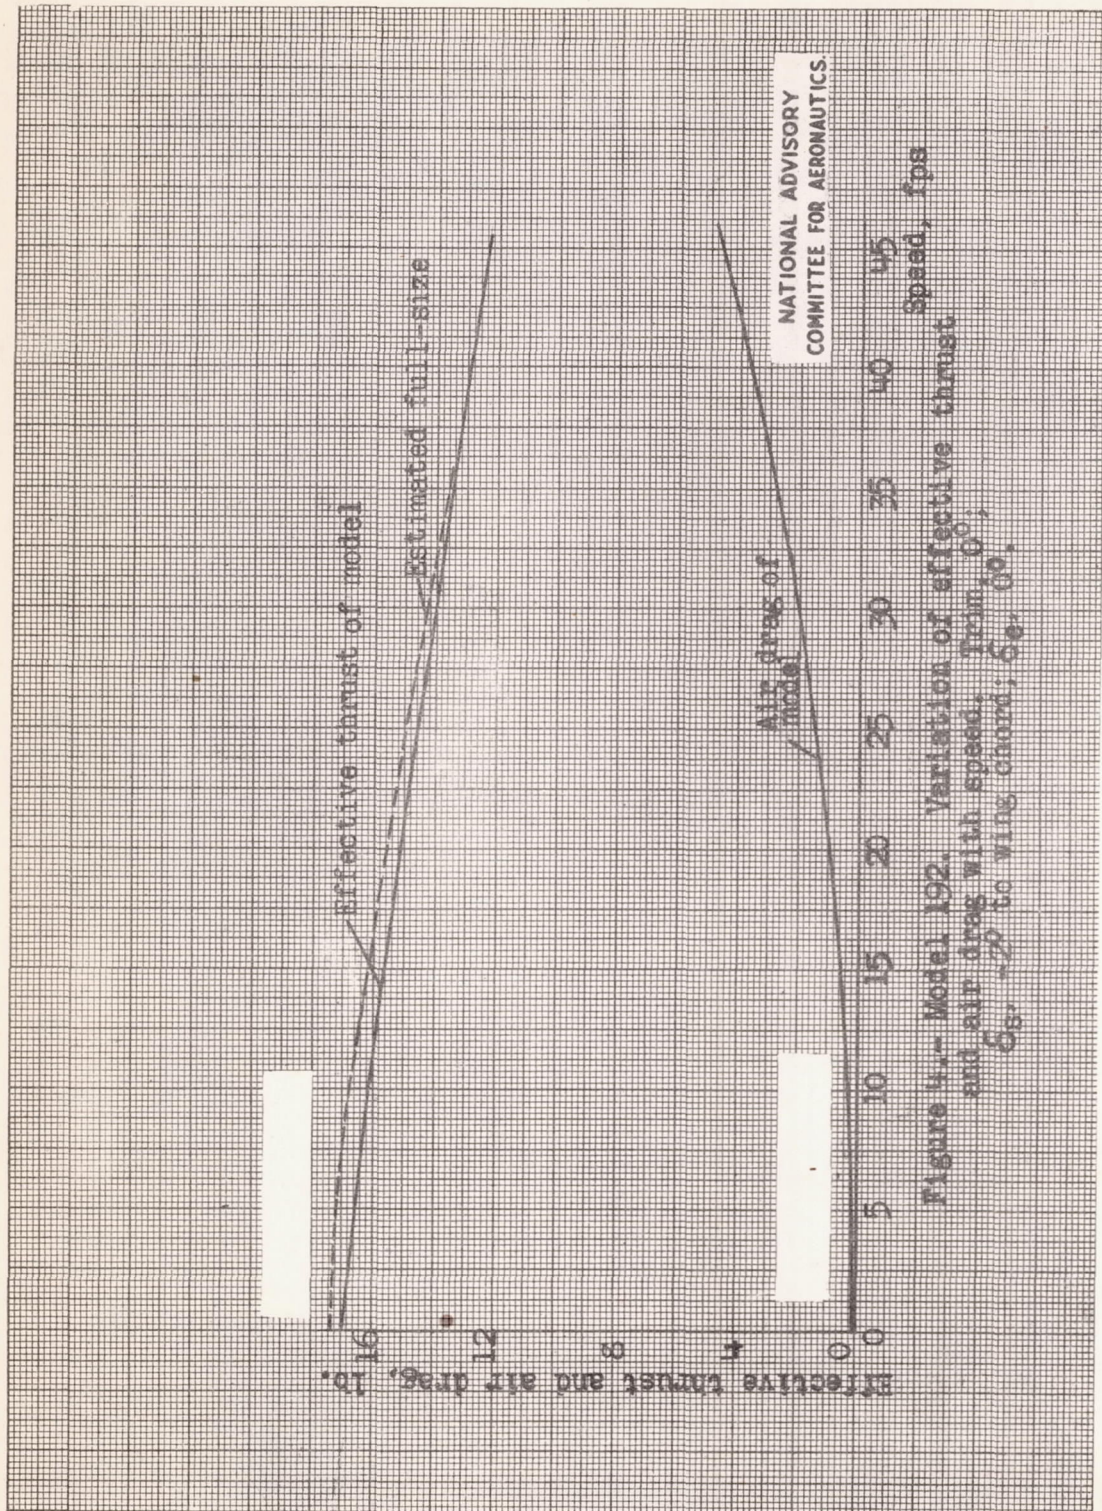 NATIONAL ADVISORY
COMMITTEE FOR AERONAUTICS.
Effective thrust of model
Estimated full-size
Air drag of
model
Effective thrust and air drag, lb.
16
12
8
4
0
0 5 10 15 20 25 30 35 40 45
Speed, fps
Figure 4.- Model 192. Variation of effective thrust
and air drag with speed. Trim, 0°;
δs, -2° to wing chord; δe, 0°.